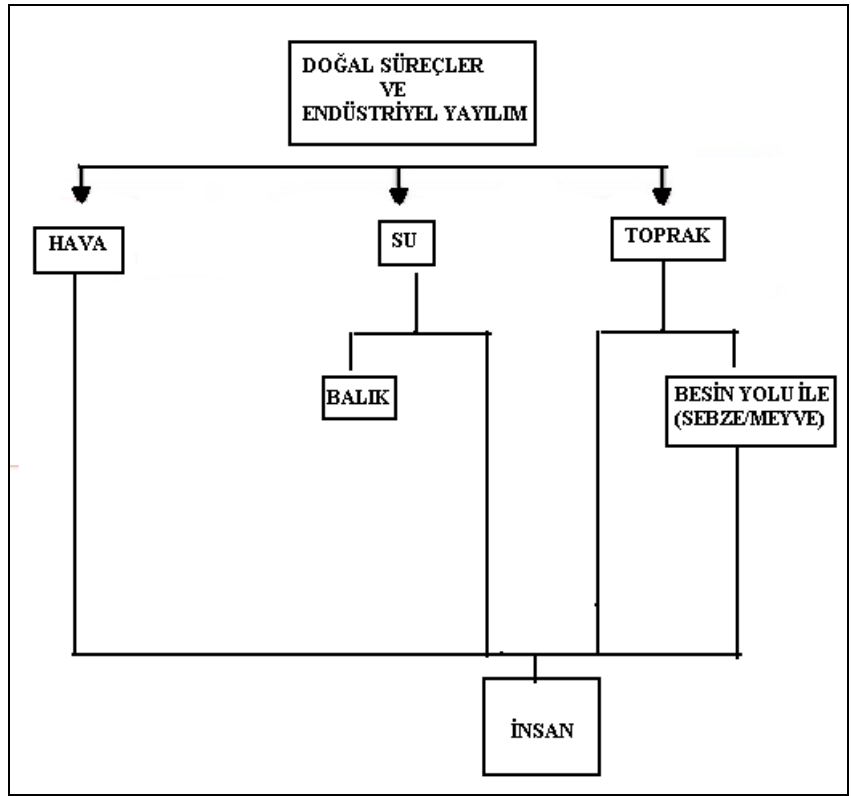 DOĞAL SÜREÇLER
VE
ENDÜSTRİYEL YAYILIM
HAVA
SU
TOPRAK
BALIK
BESİN YOLU İLE
(SEBZE/MEYVE)
İNSAN